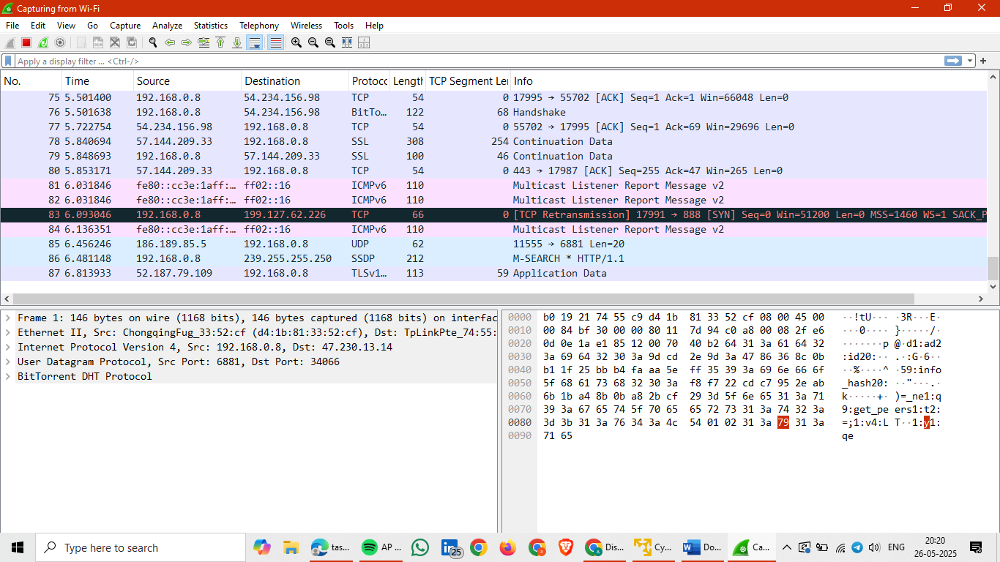 Capturing from Wi-Fi
File Edit View Go Capture Analyze Statistics Telephony Wireless Tools Help
Apply a display filter ... <Ctrl-/>
No. Time Source Destination Protocc Length TCP Segment Ler Info
75 5.501400 192.168.0.8 54.234.156.98 TCP 54 0 17995 → 55702 [ACK] Seq=1 Ack=1 Win=66048 Len=0
76 5.501638 192.168.0.8 54.234.156.98 BitTo… 122 68 Handshake
77 5.722754 54.234.156.98 192.168.0.8 TCP 54 0 55702 → 17995 [ACK] Seq=1 Ack=69 Win=29696 Len=0
78 5.840694 57.144.209.33 192.168.0.8 SSL 308 254 Continuation Data
79 5.848693 192.168.0.8 57.144.209.33 SSL 100 46 Continuation Data
80 5.853171 57.144.209.33 192.168.0.8 TCP 54 0 443 → 17987 [ACK] Seq=255 Ack=47 Win=265 Len=0
81 6.031846 fe80::cc3e:1aff:… ff02::16 ICMPv6 110 Multicast Listener Report Message v2
82 6.031846 fe80::cc3e:1aff:… ff02::16 ICMPv6 110 Multicast Listener Report Message v2
83 6.093046 192.168.0.8 199.127.62.226 TCP 66 0 [TCP Retransmission] 17991 → 888 [SYN] Seq=0 Win=51200 Len=0 MSS=1460 WS=1 SACK_P
84 6.136351 fe80::cc3e:1aff:… ff02::16 ICMPv6 110 Multicast Listener Report Message v2
85 6.456246 186.189.85.5 192.168.0.8 UDP 62 11555 → 6881 Len=20
86 6.481148 192.168.0.8 239.255.255.250 SSDP 212 M-SEARCH * HTTP/1.1
87 6.813933 52.187.79.109 192.168.0.8 TLSv1… 113 59 Application Data
Frame 1: 146 bytes on wire (1168 bits), 146 bytes captured (1168 bits) on interfac
Ethernet II, Src: ChongqingFug_33:52:cf (d4:1b:81:33:52:cf), Dst: TpLinkPte_74:55:
Internet Protocol Version 4, Src: 192.168.0.8, Dst: 47.230.13.14
User Datagram Protocol, Src Port: 6881, Dst Port: 34066
BitTorrent DHT Protocol
0000 b0 19 21 74 55 c9 d4 1b 81 33 52 cf 08 00 45 00 ··!tU··· ·3R···E·
0010 00 84 bf 30 00 00 80 11 7d 94 c0 a8 00 08 2f e6 ···0···· }·····/·
0020 0d 0e 1a e1 85 12 00 70 40 b2 64 31 3a 61 64 32 ·······p @·d1:ad2
0030 3a 69 64 32 30 3a 9d cd 2e 9d 3a 47 86 36 8c 0b :id20:·· .·:G·6··
0040 b1 1f 25 bb b4 fa aa 5e ff 35 39 3a 69 6e 66 6f ··%····^ ·59:info
0050 5f 68 61 73 68 32 30 3a f8 f7 22 cd c7 95 2e ab _hash20: ··"···.·
0060 6b 1b a4 8b 0b a8 2b cf 29 3d 5f 6e 65 31 3a 71 k·····+· )=_ne1:q
0070 39 3a 67 65 74 5f 70 65 65 72 73 31 3a 74 32 3a 9:get_pe ers1:t2:
0080 3d 3b 31 3a 76 34 3a 4c 54 01 02 31 3a 79 31 3a =;1:v4:L T··1:y1:
0090 71 65 qe
Type here to search
tas...
AP ...
25
Dis...
Cy...
Do...
Ca...
ENG
20:20
26-05-2025